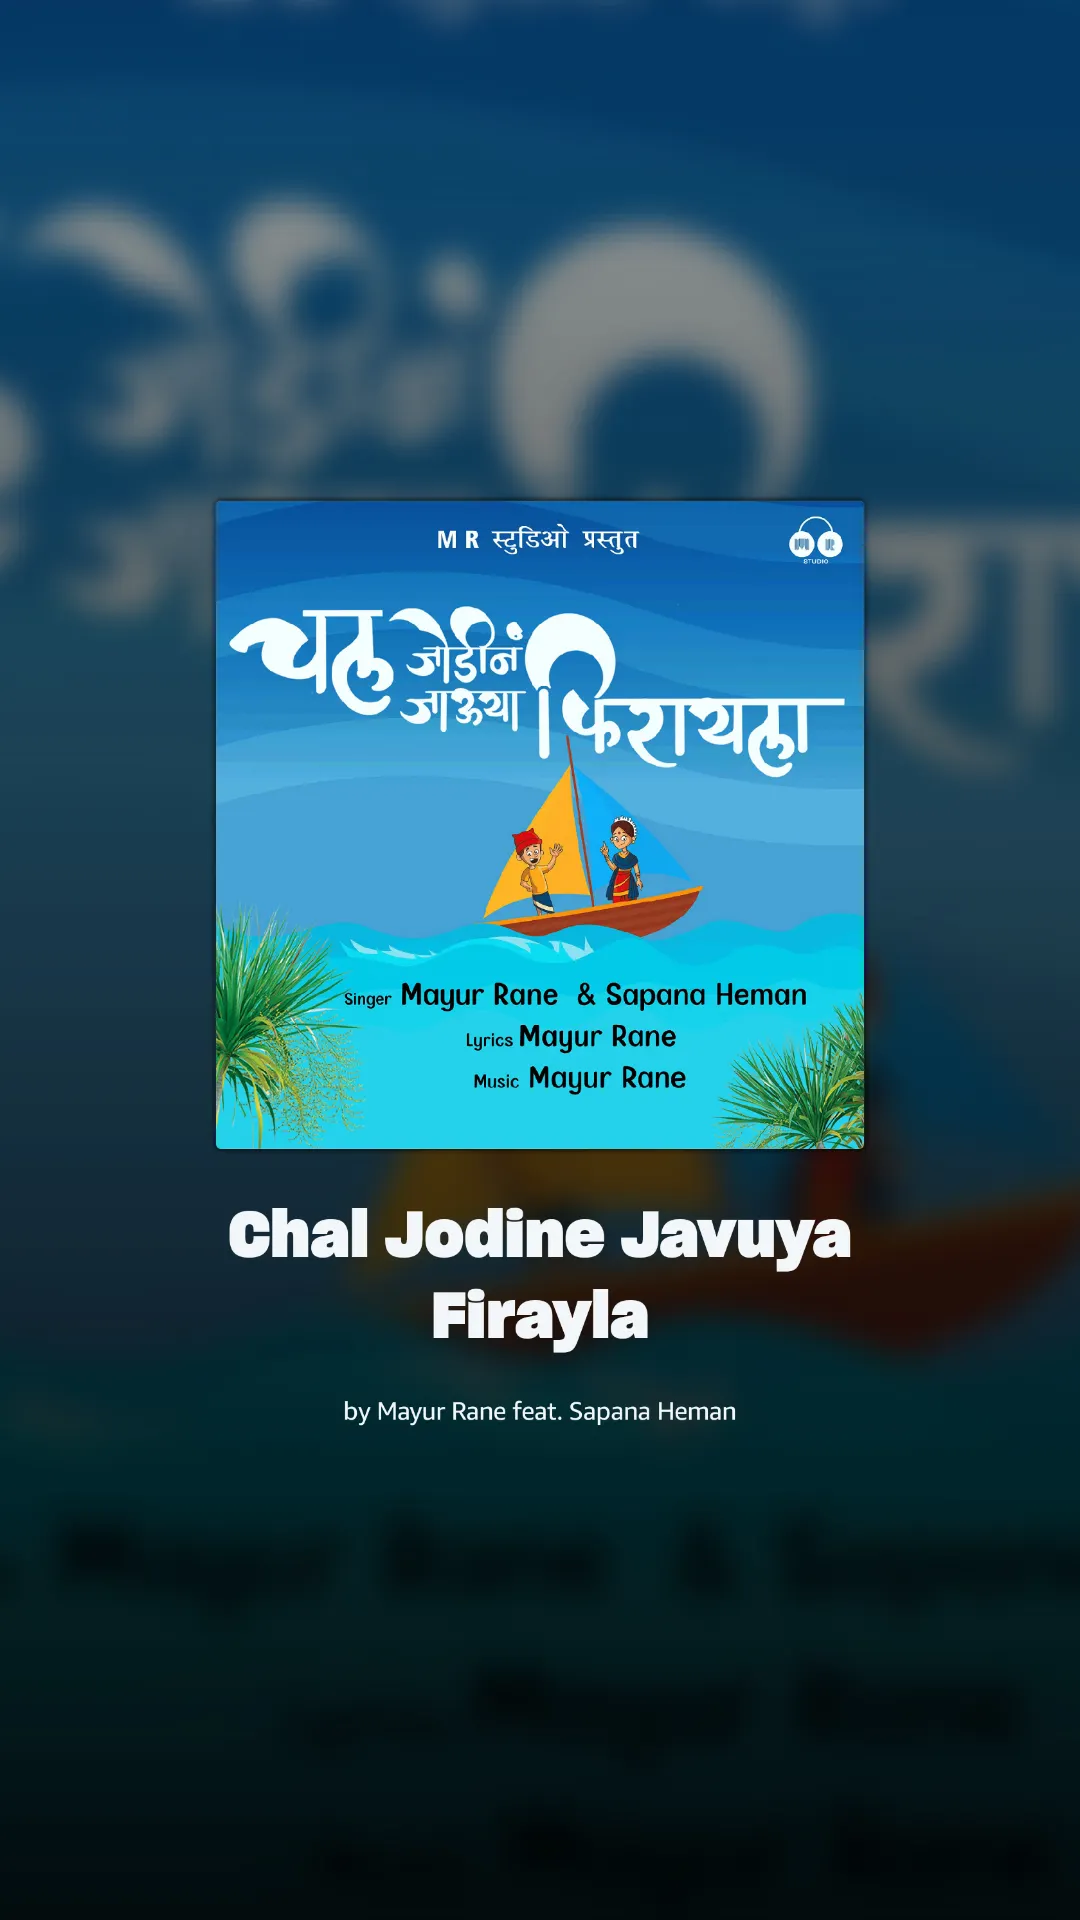 M R स्टुडिओ प्रस्तुत
M R
STUDIO
चल जोडीनं जाऊया फिरायला
Singer Mayur Rane & Sapana Heman
Lyrics Mayur Rane
Music Mayur Rane
Chal Jodine Javuya
Firayla
by Mayur Rane feat. Sapana Heman